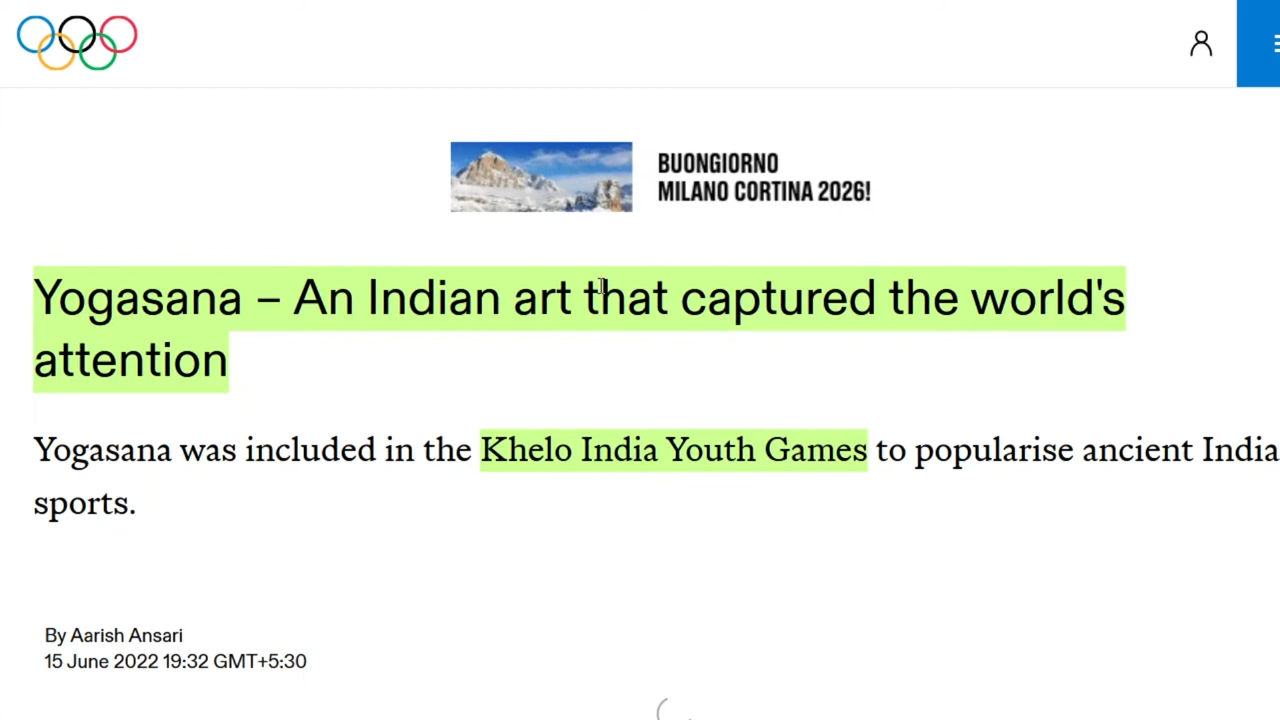 BUONGIORNO
MILANO CORTINA 2026!
Yogasana – An Indian art that captured the world's
attention
Yogasana was included in the Khelo India Youth Games to popularise ancient India
sports.
By Aarish Ansari
15 June 2022 19:32 GMT+5:30